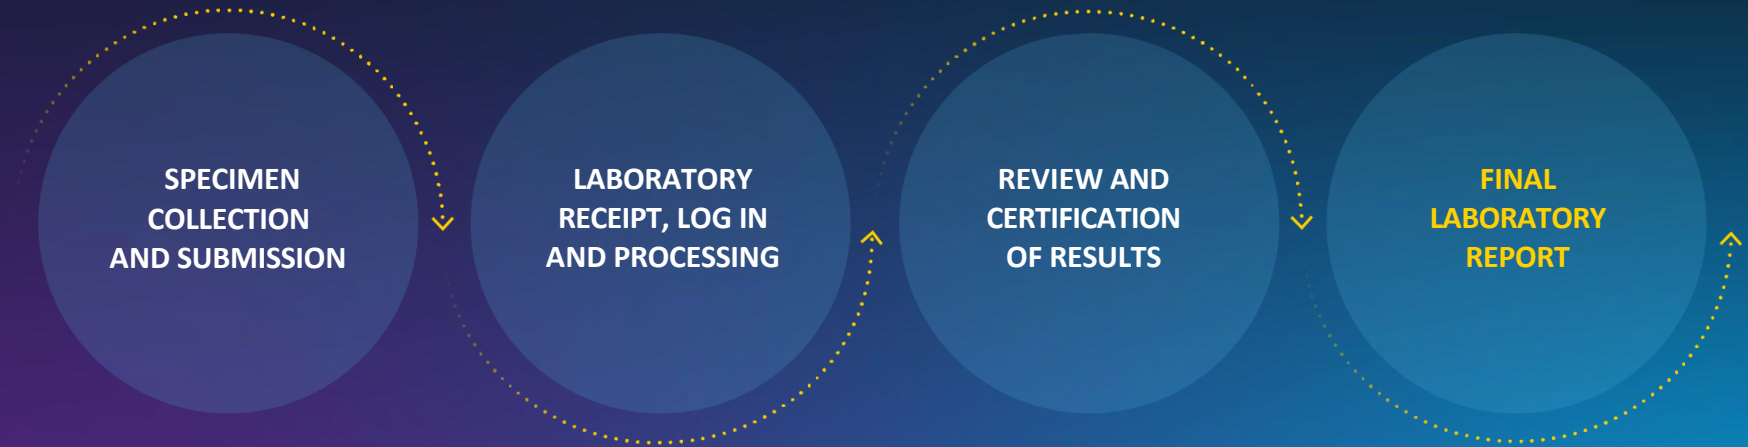 SPECIMEN
COLLECTION
AND SUBMISSION
LABORATORY
RECEIPT, LOG IN
AND PROCESSING
REVIEW AND
CERTIFICATION
OF RESULTS
FINAL
LABORATORY
REPORT